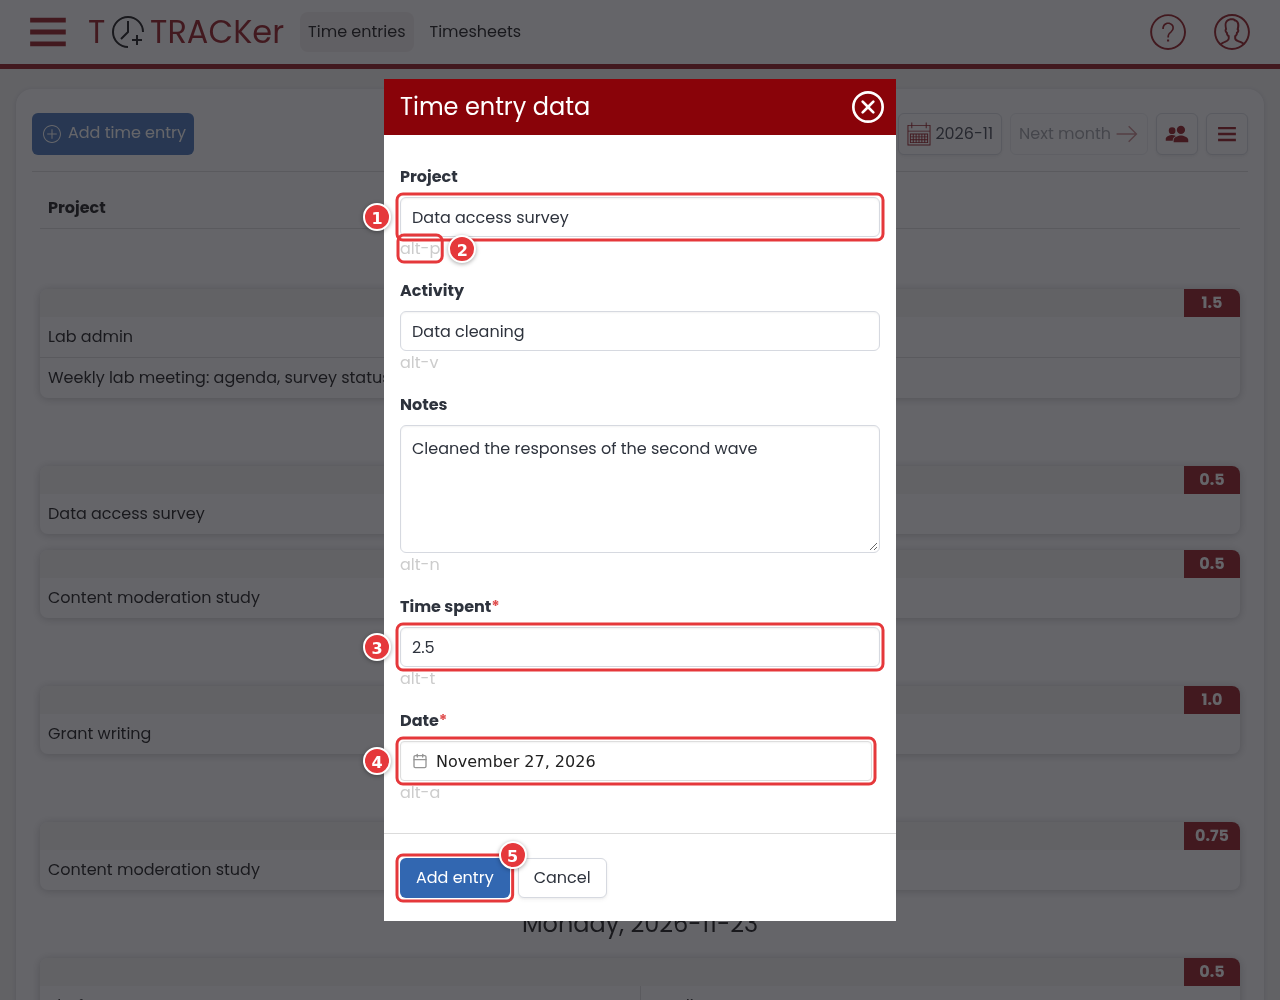 T TRACKer Time entries Timesheets
Time entry data
Add time entry
2026-11 Next month
Project
Project
1 Data access survey
alt-p 2
Activity
1.5
Lab admin
Data cleaning
alt-v
Weekly lab meeting: agenda, survey status
Notes
Cleaned the responses of the second wave
0.5
Data access survey
alt-n
0.5
Content moderation study
Time spent*
3 2.5
alt-t
1.0
Date*
Grant writing
4 November 27, 2026
alt-a
0.75
5
Content moderation study
Add entry Cancel
Monday, 2026-11-23
0.5